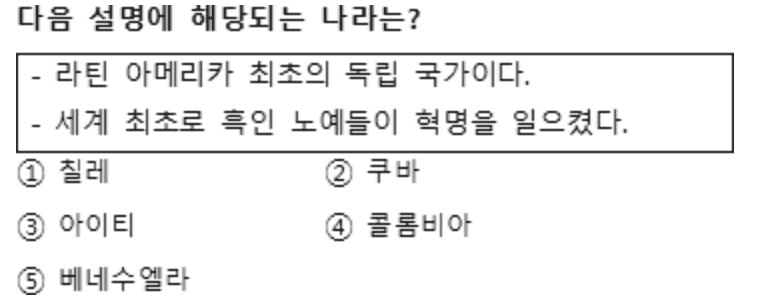 다음 설명에 해당되는 나라는?
- 라틴 아메리카 최초의 독립 국가이다.
- 세계 최초로 흑인 노예들이 혁명을 일으켰다.
① 칠레 ② 쿠바
③ 아이티 ④ 콜롬비아
⑤ 베네수엘라